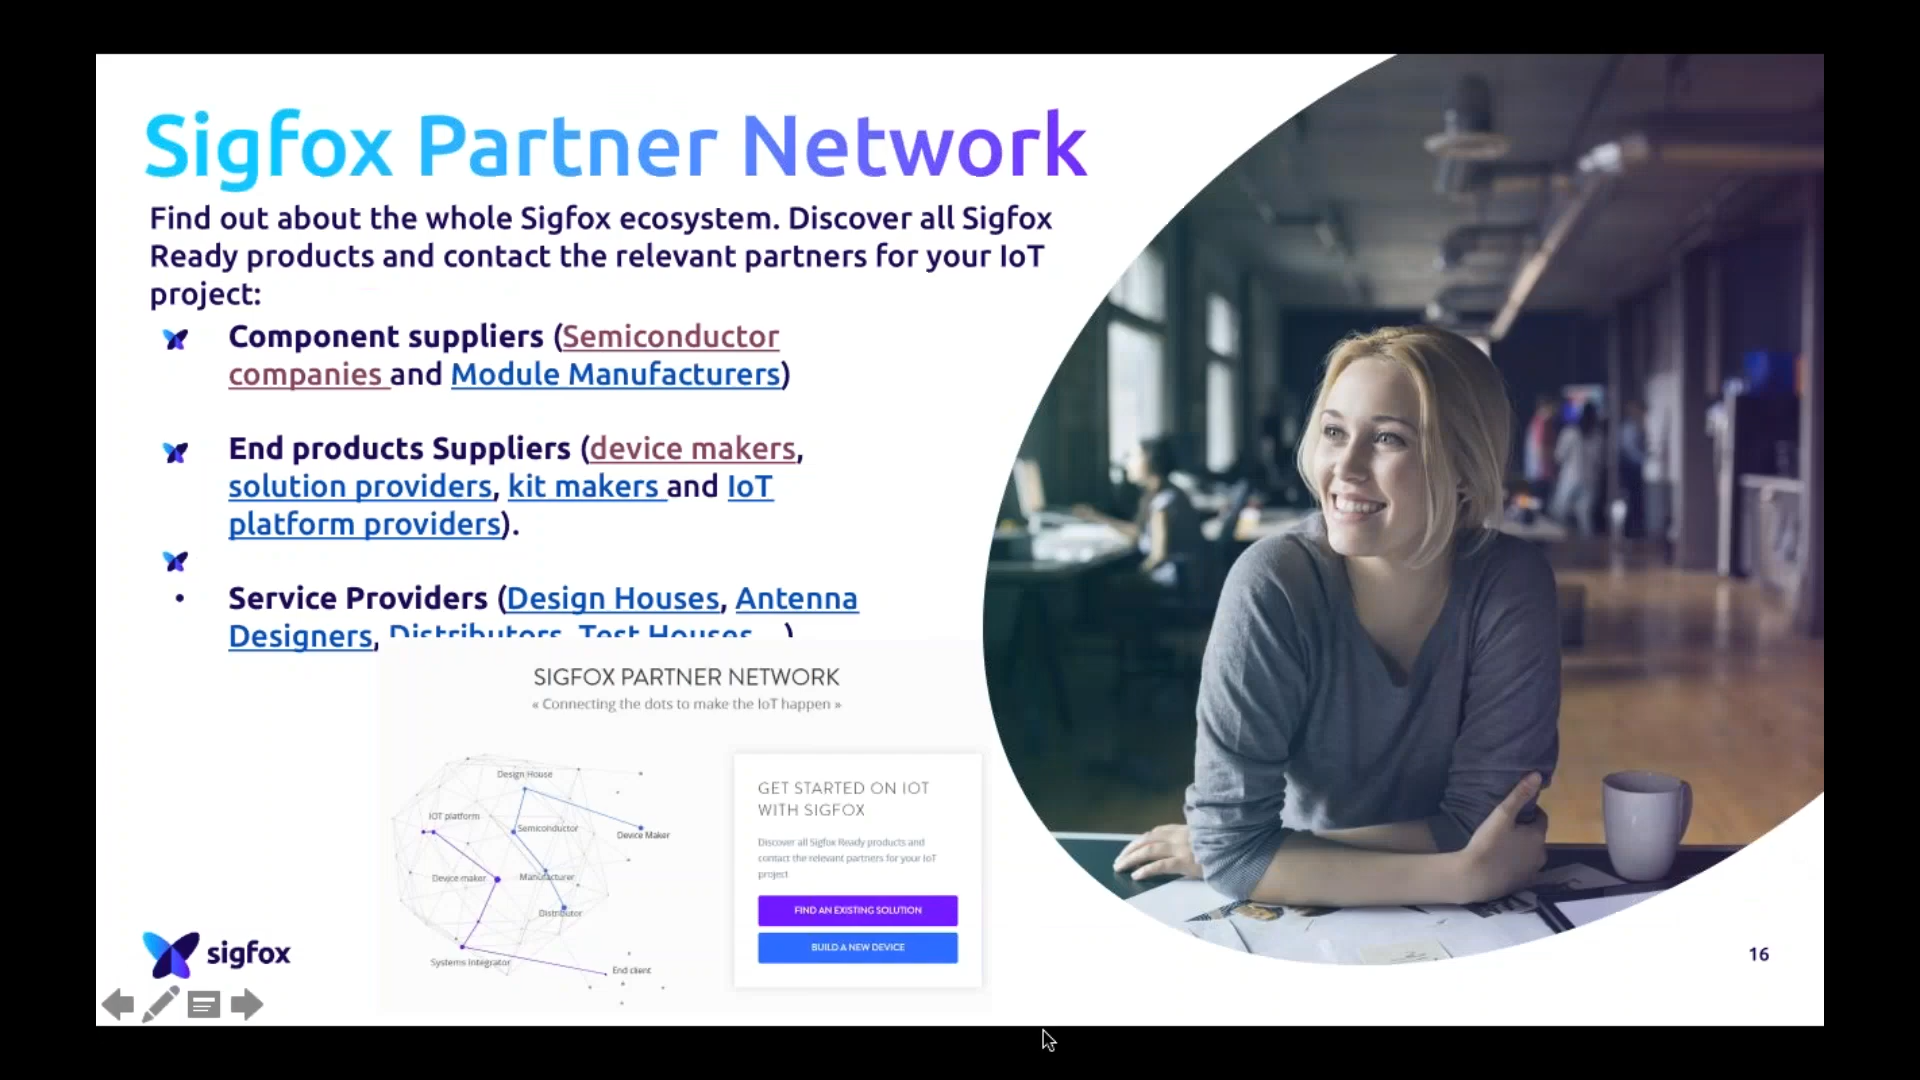 Sigfox Partner Network
Find out about the whole Sigfox ecosystem. Discover all Sigfox
Ready products and contact the relevant partners for your IoT
project:
Component suppliers (Semiconductor
companies and Module Manufacturers)
End products Suppliers (device makers,
solution providers, kit makers and IoT
platform providers).
• Service Providers (Design Houses, Antenna
Designers, Distributors, Test Houses...)
SIGFOX PARTNER NETWORK
« Connecting the dots to make the IoT happen »
Design House
IOT platform
Semiconductor
Device Maker
Device maker
Manufacturer
Distributor
Systems Integrator
End client
GET STARTED ON IOT
WITH SIGFOX
Discover all Sigfox Ready products and
contact the relevant partners for your IoT
project
FIND AN EXISTING SOLUTION
BUILD A NEW DEVICE
sigfox
16